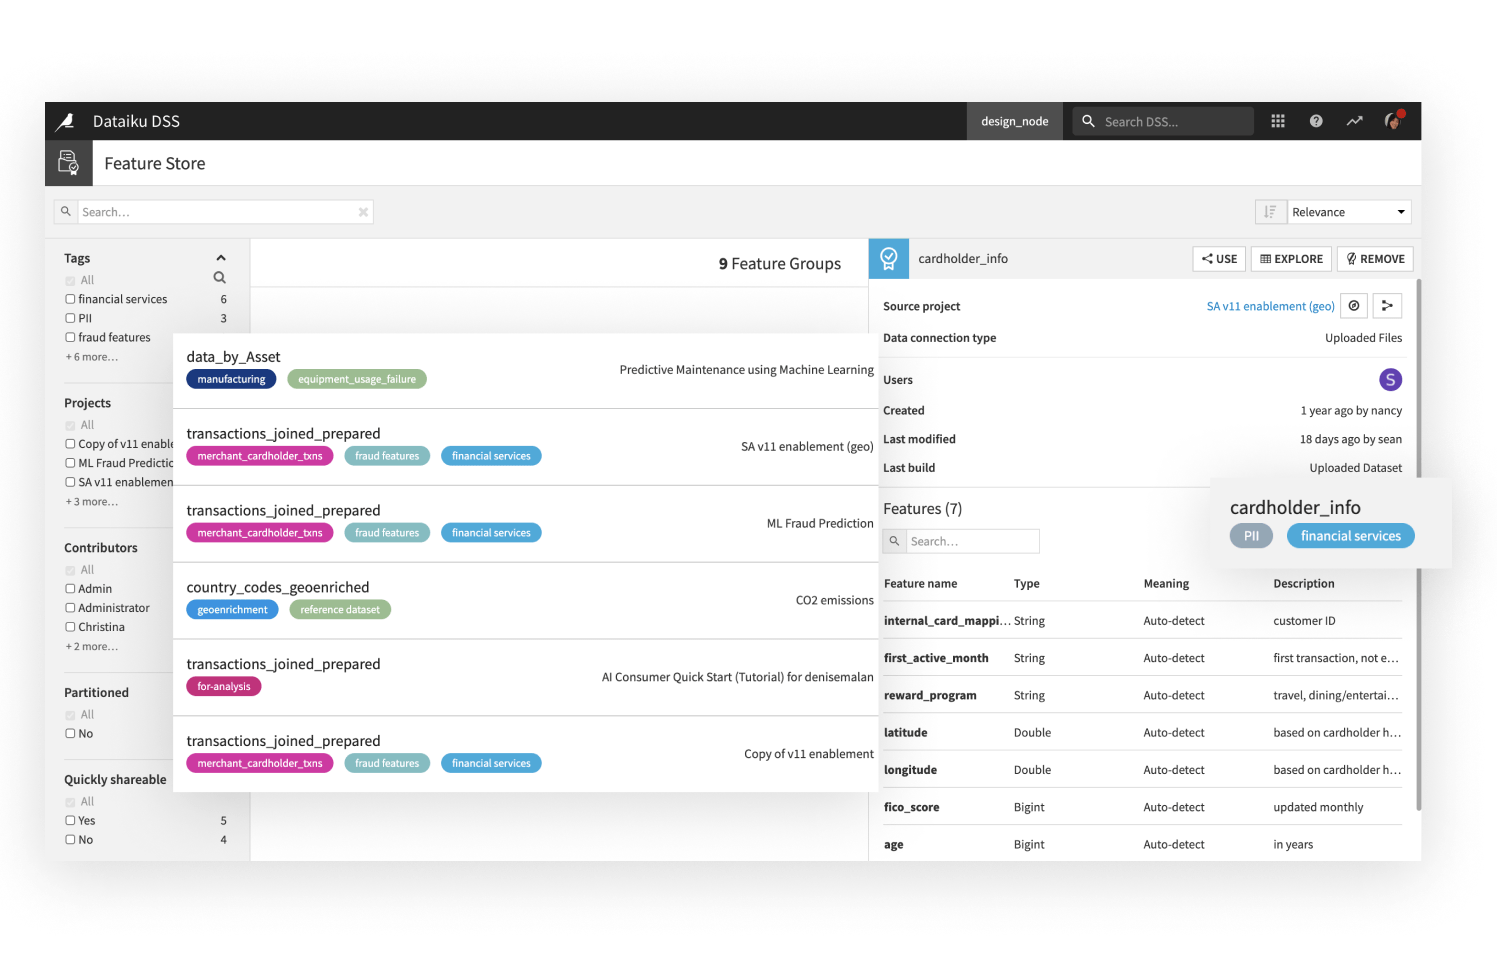 Dataiku DSS
design_node
Search DSS...
Feature Store
Search...
Relevance
Tags
All
financial services 6
PII 3
fraud features
+ 6 more...
Projects
All
Copy of v11 enable
ML Fraud Predictic
SA v11 enablemen
+ 3 more...
Contributors
All
Admin
Administrator
Christina
+ 2 more...
Partitioned
All
No
Quickly shareable
All
Yes 5
No 4
9 Feature Groups
data_by_Asset
manufacturing equipment_usage_failure
Predictive Maintenance using Machine Learning
transactions_joined_prepared
merchant_cardholder_txns fraud features financial services
SA v11 enablement (geo)
transactions_joined_prepared
merchant_cardholder_txns fraud features financial services
ML Fraud Prediction
country_codes_geoenriched
geoenrichment reference dataset
CO2 emissions
transactions_joined_prepared
for-analysis
AI Consumer Quick Start (Tutorial) for denisemalan
transactions_joined_prepared
merchant_cardholder_txns fraud features financial services
Copy of v11 enablement
cardholder_info
USE EXPLORE REMOVE
Source project SA v11 enablement (geo)
Data connection type Uploaded Files
Users S
Created 1 year ago by nancy
Last modified 18 days ago by sean
Last build Uploaded Dataset
cardholder_info
PII financial services
Features (7)
Search...
Feature name Type Meaning Description
internal_card_mappi... String Auto-detect customer ID
first_active_month String Auto-detect first transaction, not e...
reward_program String Auto-detect travel, dining/entertai...
latitude Double Auto-detect based on cardholder h...
longitude Double Auto-detect based on cardholder h...
fico_score Bigint Auto-detect updated monthly
age Bigint Auto-detect in years